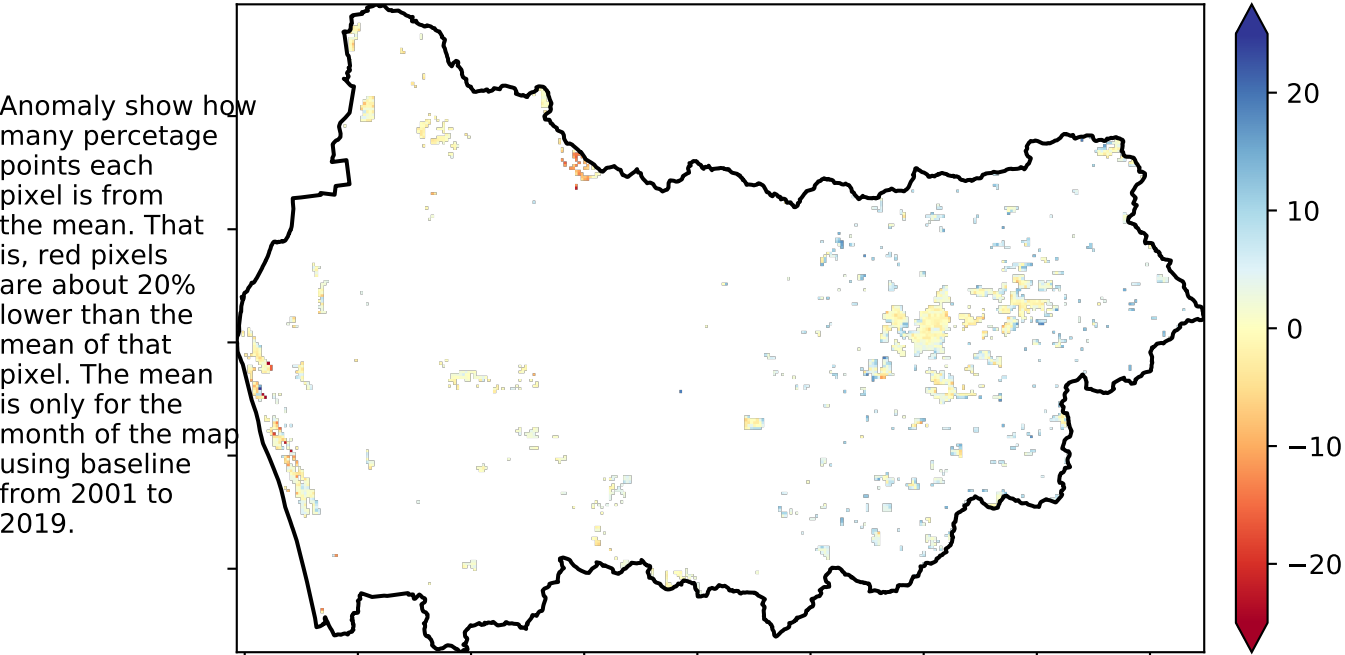 Anomaly show how
many percetage
points each
pixel is from
the mean. That
is, red pixels
are about 20%
lower than the
mean of that
pixel. The mean
is only for the
month of the map
using baseline
from 2001 to
2019.
20
10
0
−10
−20